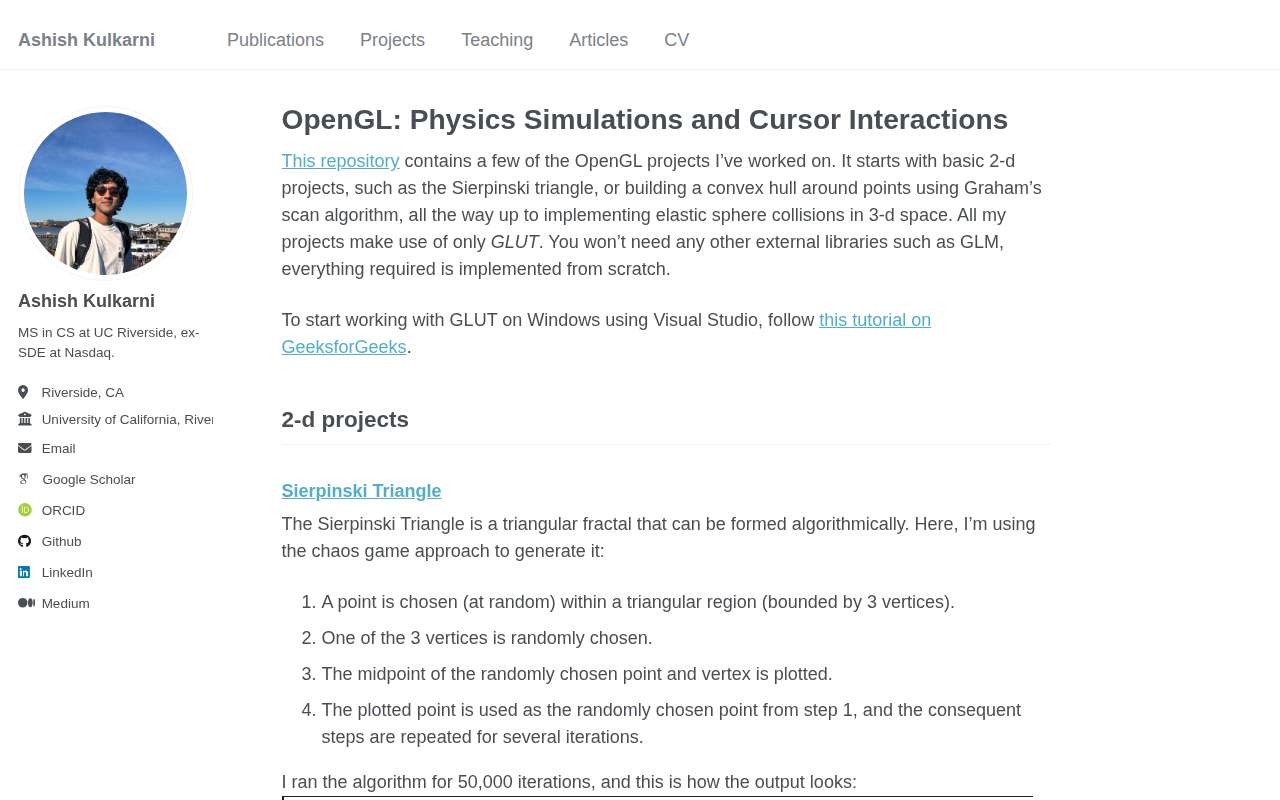 Ashish Kulkarni
Publications
Projects
Teaching
Articles
CV
Ashish Kulkarni
MS in CS at UC Riverside, ex-
SDE at Nasdaq.
Riverside, CA
University of California, River
Email
Google Scholar
ORCID
Github
LinkedIn
Medium
OpenGL: Physics Simulations and Cursor Interactions
This repository contains a few of the OpenGL projects I’ve worked on. It starts with basic 2-d
projects, such as the Sierpinski triangle, or building a convex hull around points using Graham’s
scan algorithm, all the way up to implementing elastic sphere collisions in 3-d space. All my
projects make use of only GLUT. You won’t need any other external libraries such as GLM,
everything required is implemented from scratch.
To start working with GLUT on Windows using Visual Studio, follow this tutorial on
GeeksforGeeks.
2-d projects
Sierpinski Triangle
The Sierpinski Triangle is a triangular fractal that can be formed algorithmically. Here, I’m using
the chaos game approach to generate it:
1. A point is chosen (at random) within a triangular region (bounded by 3 vertices).
2. One of the 3 vertices is randomly chosen.
3. The midpoint of the randomly chosen point and vertex is plotted.
4. The plotted point is used as the randomly chosen point from step 1, and the consequent
steps are repeated for several iterations.
I ran the algorithm for 50,000 iterations, and this is how the output looks: